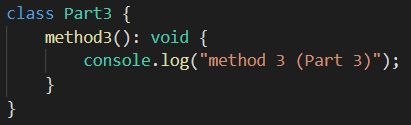 class Part3 {
    method3(): void {
        console.log("method 3 (Part 3)");
    }
}